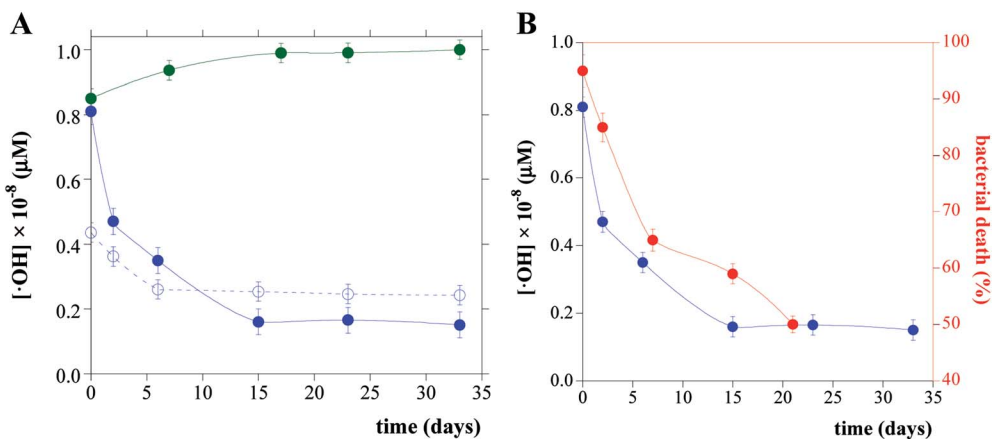 A
1.0
0.8
0.6
0.4
0.2
0.0
[·OH] × 10⁻⁸ (μM)
0 5 10 15 20 25 30 35
time (days)
B
1.0
0.8
0.6
0.4
0.2
0.0
[·OH] × 10⁻⁸ (μM)
100
90
80
70
60
50
40
bacterial death (%)
0 5 10 15 20 25 30 35
time (days)